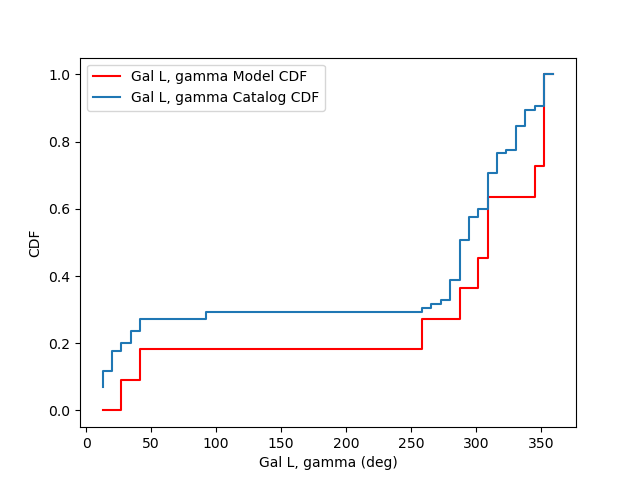 Gal L, gamma Model CDF
Gal L, gamma Catalog CDF
1.0
0.8
0.6
0.4
0.2
0.0
CDF
0 50 100 150 200 250 300 350
Gal L, gamma (deg)